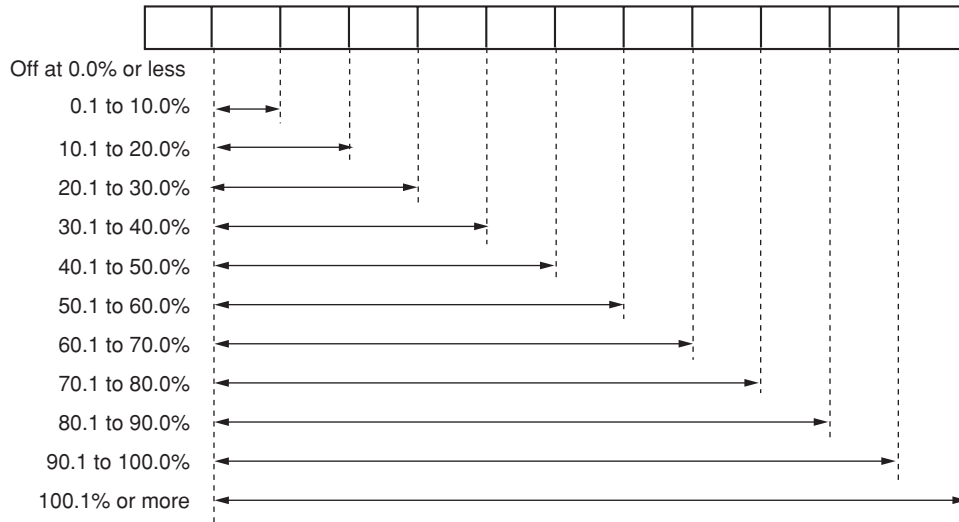 Off at 0.0% or less
0.1 to 10.0%
10.1 to 20.0%
20.1 to 30.0%
30.1 to 40.0%
40.1 to 50.0%
50.1 to 60.0%
60.1 to 70.0%
70.1 to 80.0%
80.1 to 90.0%
90.1 to 100.0%
100.1% or more